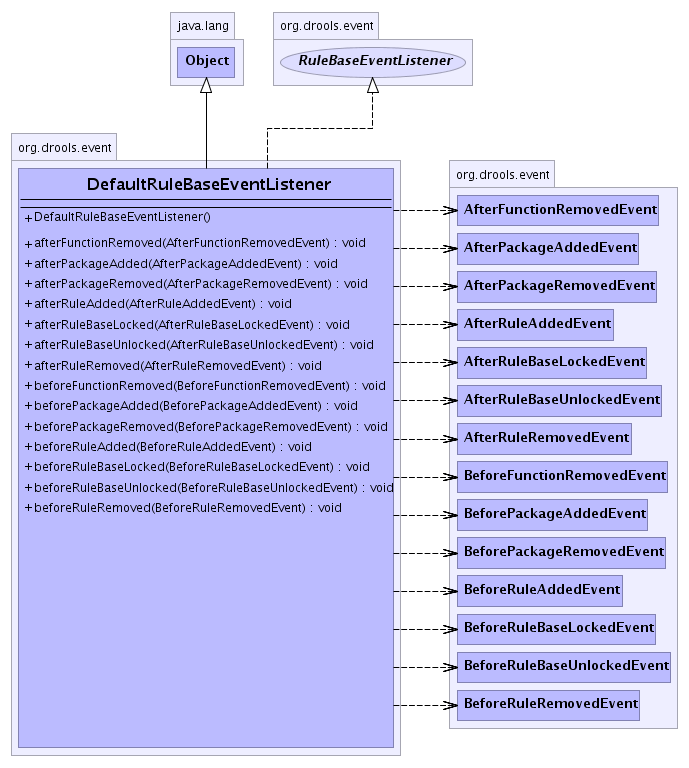 java.lang
Object
org.drools.event
RuleBaseEventListener
org.drools.event
DefaultRuleBaseEventListener
+ DefaultRuleBaseEventListener()
+ afterFunctionRemoved(AfterFunctionRemovedEvent) : void
+ afterPackageAdded(AfterPackageAddedEvent) : void
+ afterPackageRemoved(AfterPackageRemovedEvent) : void
+ afterRuleAdded(AfterRuleAddedEvent) : void
+ afterRuleBaseLocked(AfterRuleBaseLockedEvent) : void
+ afterRuleBaseUnlocked(AfterRuleBaseUnlockedEvent) : void
+ afterRuleRemoved(AfterRuleRemovedEvent) : void
+ beforeFunctionRemoved(BeforeFunctionRemovedEvent) : void
+ beforePackageAdded(BeforePackageAddedEvent) : void
+ beforePackageRemoved(BeforePackageRemovedEvent) : void
+ beforeRuleAdded(BeforeRuleAddedEvent) : void
+ beforeRuleBaseLocked(BeforeRuleBaseLockedEvent) : void
+ beforeRuleBaseUnlocked(BeforeRuleBaseUnlockedEvent) : void
+ beforeRuleRemoved(BeforeRuleRemovedEvent) : void
org.drools.event
AfterFunctionRemovedEvent
AfterPackageAddedEvent
AfterPackageRemovedEvent
AfterRuleAddedEvent
AfterRuleBaseLockedEvent
AfterRuleBaseUnlockedEvent
AfterRuleRemovedEvent
BeforeFunctionRemovedEvent
BeforePackageAddedEvent
BeforePackageRemovedEvent
BeforeRuleAddedEvent
BeforeRuleBaseLockedEvent
BeforeRuleBaseUnlockedEvent
BeforeRuleRemovedEvent